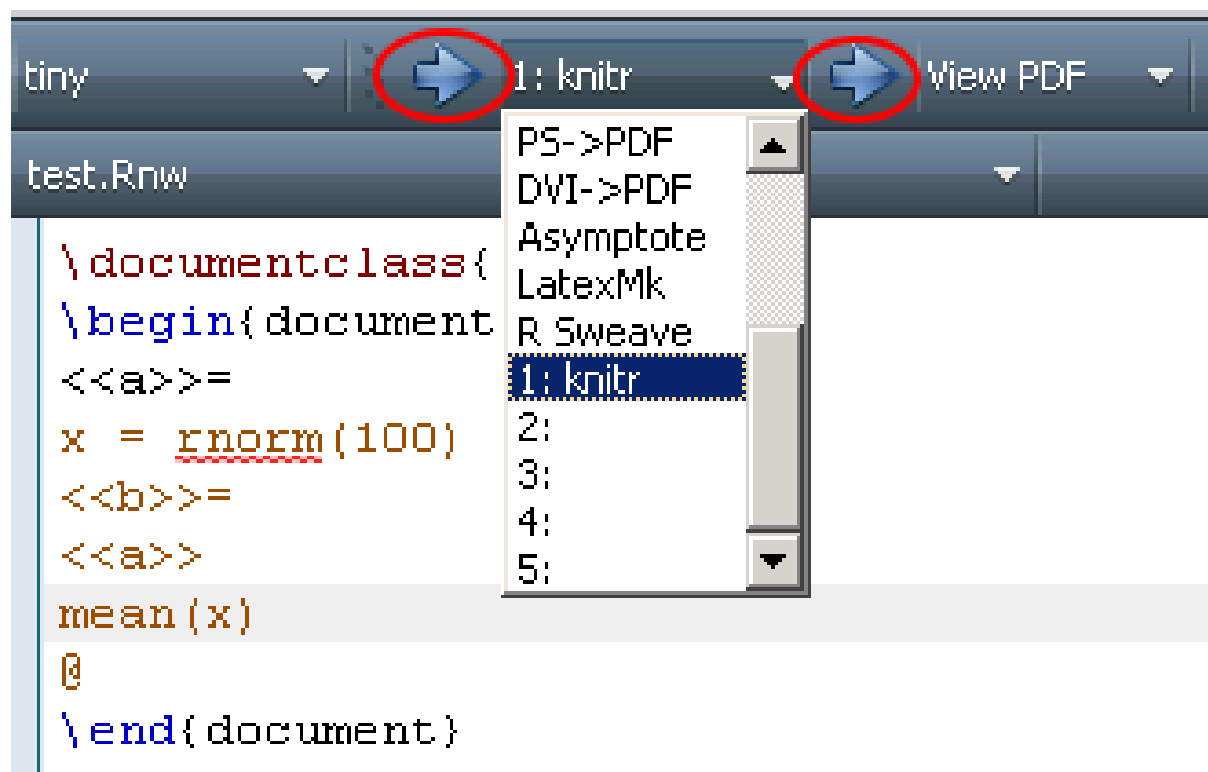 tiny 1: knitr View PDF
test.Rnw
PS->PDF
DVI->PDF
Asymptote
LatexMk
R Sweave
1: knitr
2:
3:
4:
5:
\documentclass{
\begin{document
<<a>>=
x = rnorm(100)
<<b>>=
<<a>>
mean(x)
@
\end{document}